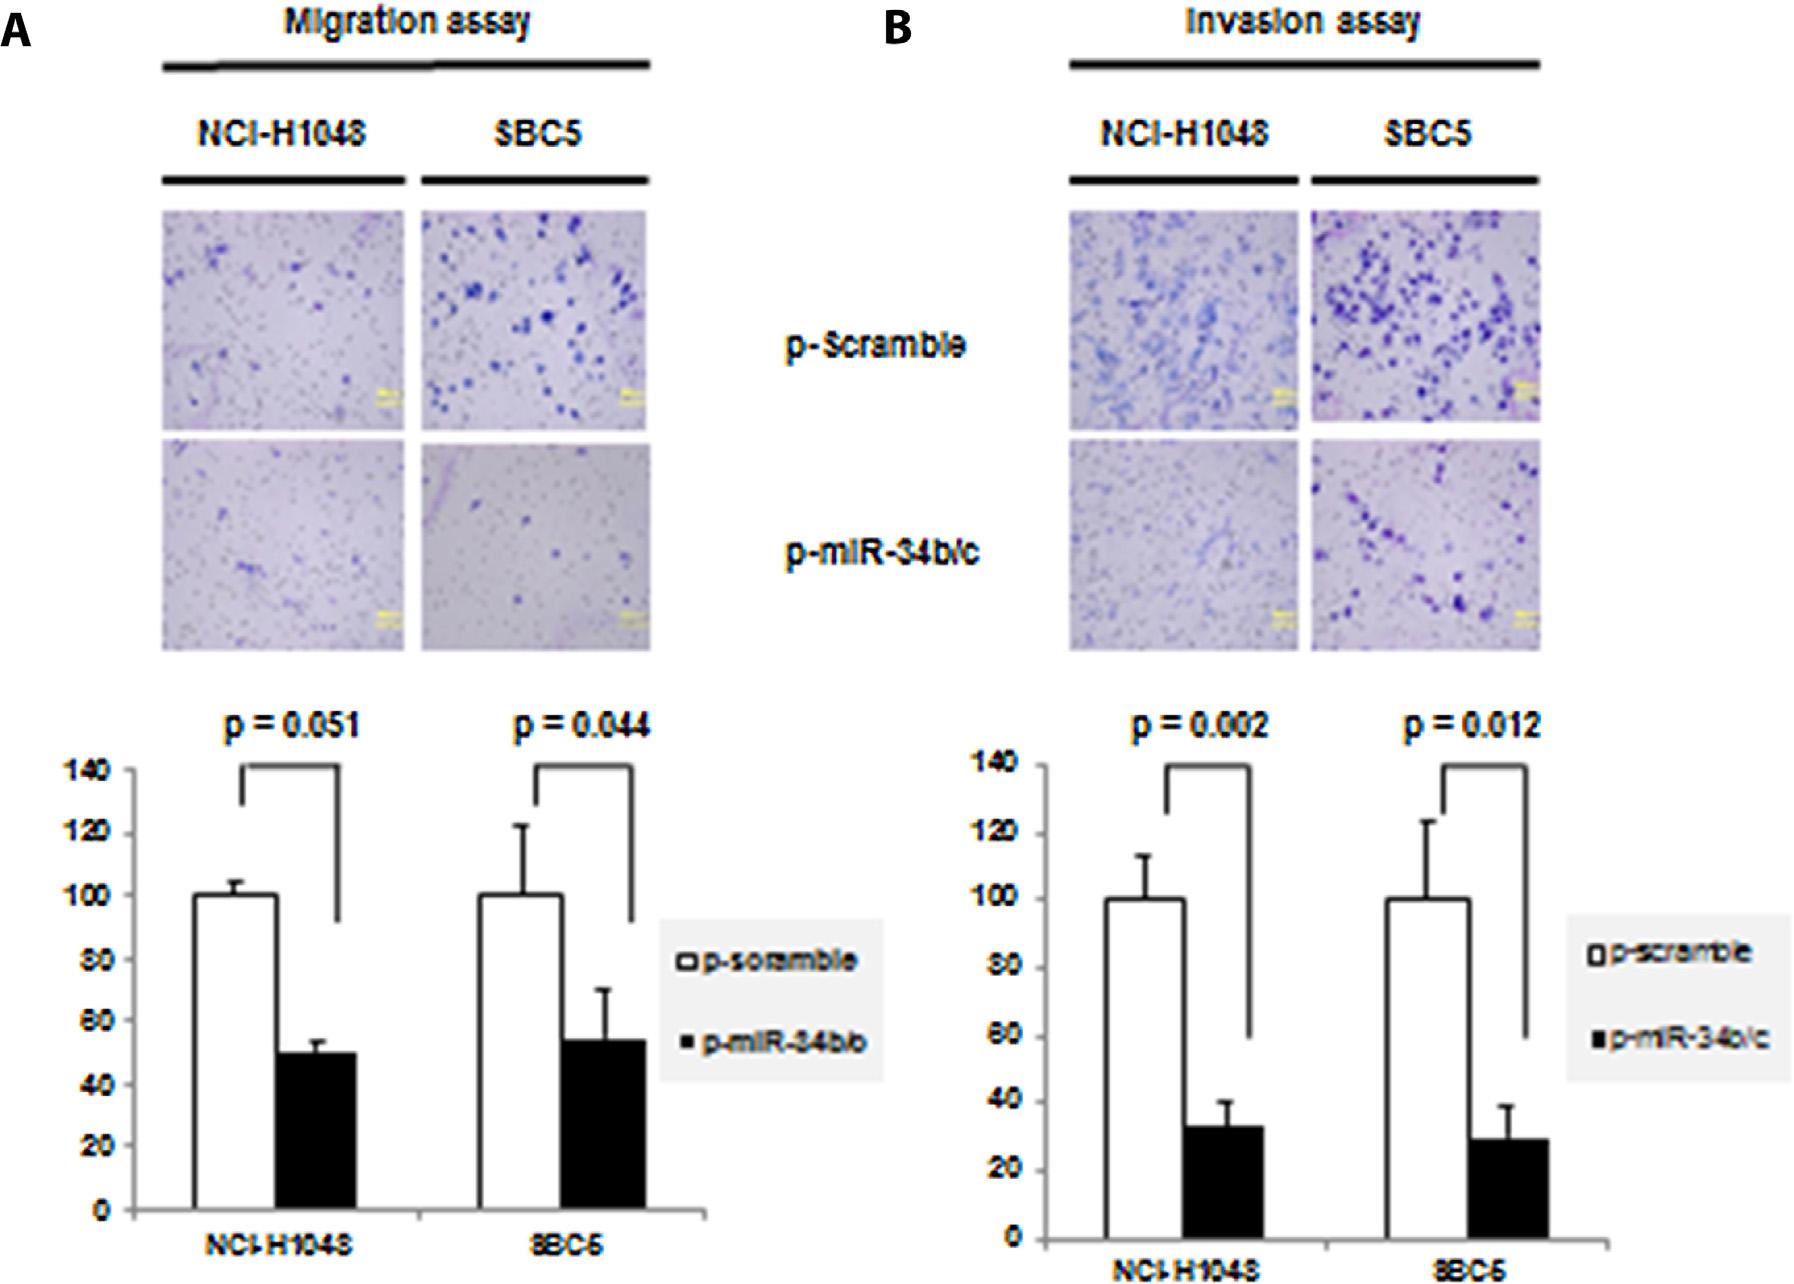 A
Migration assay
NCI-H1048
SBC5
B
Invasion assay
NCI-H1048
SBC5
p-Scramble
p-miR-34b/c
p = 0.051
p = 0.044
140
120
100
80
60
40
20
0
NCI-H1048
SBC5
p-scramble
p-miR-34b/c
p = 0.002
p = 0.012
140
120
100
80
60
40
20
0
NCI-H1048
SBC5
p-scramble
p-miR-34b/c